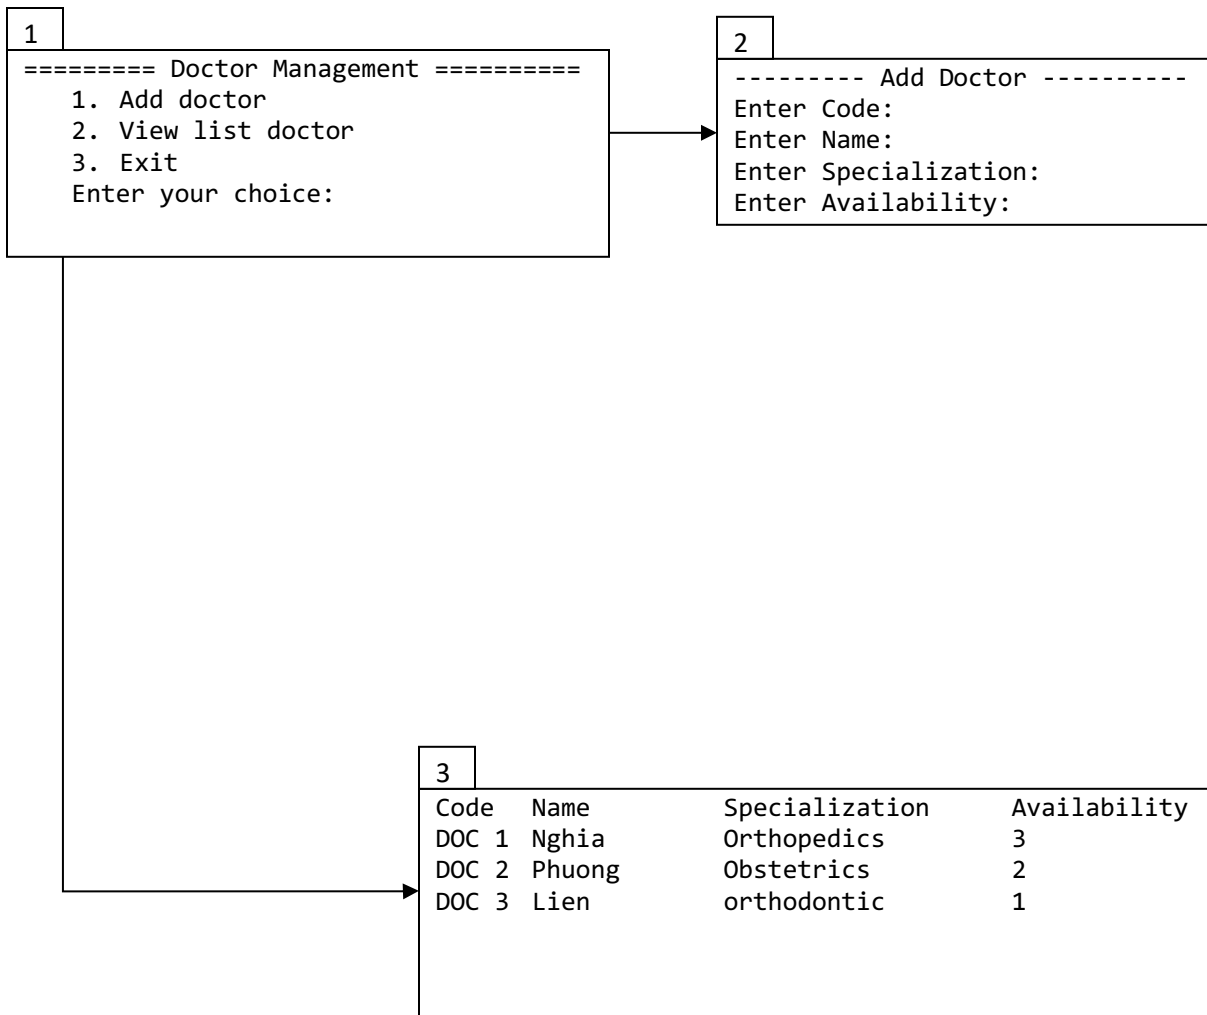 1
========= Doctor Management ==========
1. Add doctor
2. View list doctor
3. Exit
Enter your choice:
2
--------- Add Doctor ----------
Enter Code:
Enter Name:
Enter Specialization:
Enter Availability:
3
Code Name Specialization Availability
DOC 1 Nghia Orthopedics 3
DOC 2 Phuong Obstetrics 2
DOC 3 Lien orthodontic 1